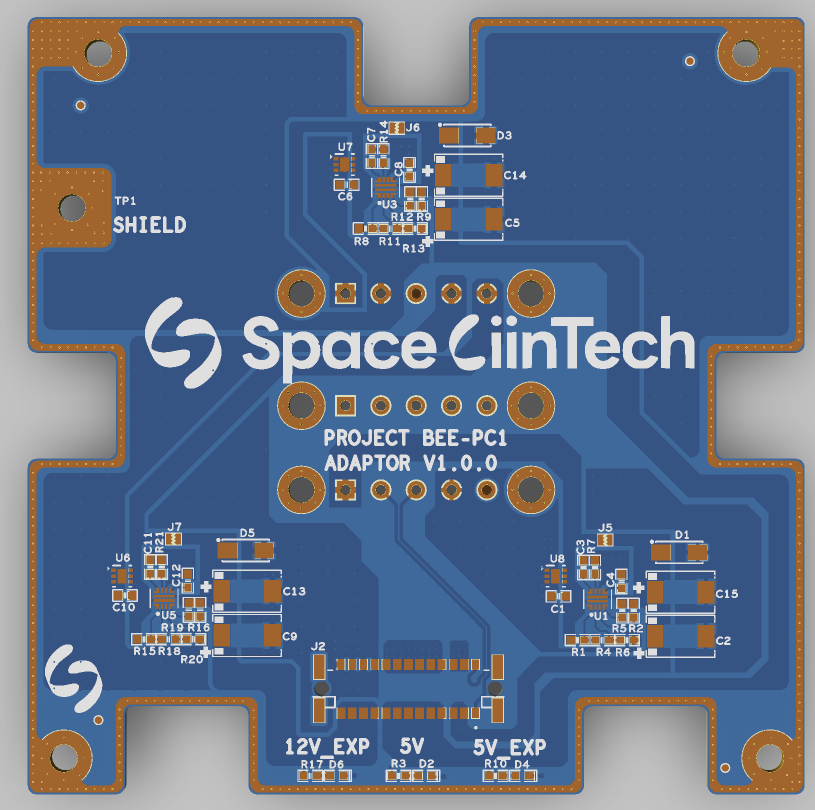 J6
C7
R14
D3
U7
C8
C14
C6
U3
TP1
SHIELD
R12 R9
C5
R8 R11
R13
Space CiinTech
PROJECT BEE-PC1
ADAPTOR V1.0.0
J7
D5
C11
R21
U6
C12
C13
C10
U5
R19 R16
C9
R15 R18
R20
J5
D1
C3
R7
U8
C4
C15
C1
U1
R5 R2
C2
R1 R4 R6
J2
12V_EXP 5V 5V_EXP
R17 D6 R3 D2 R10 D4